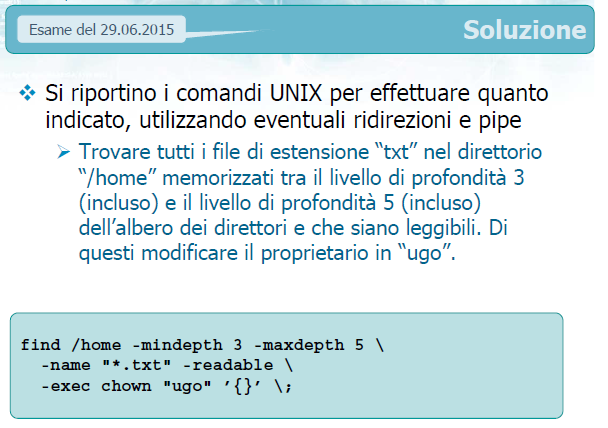 Esame del 29.06.2015
Soluzione
Si riportino i comandi UNIX per effettuare quanto
indicato, utilizzando eventuali ridirezioni e pipe
Trovare tutti i file di estensione “txt” nel direttorio
“/home” memorizzati tra il livello di profondità 3
(incluso) e il livello di profondità 5 (incluso)
dell’albero dei direttori e che siano leggibili. Di
questi modificare il proprietario in “ugo”.
find /home -mindepth 3 -maxdepth 5 \
-name "*.txt" -readable \
-exec chown "ugo" ’{}’ \;